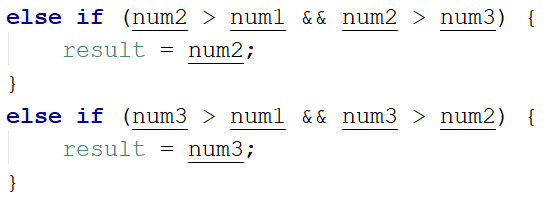 else if (num2 > num1 && num2 > num3) {
    result = num2;
}
else if (num3 > num1 && num3 > num2) {
    result = num3;
}